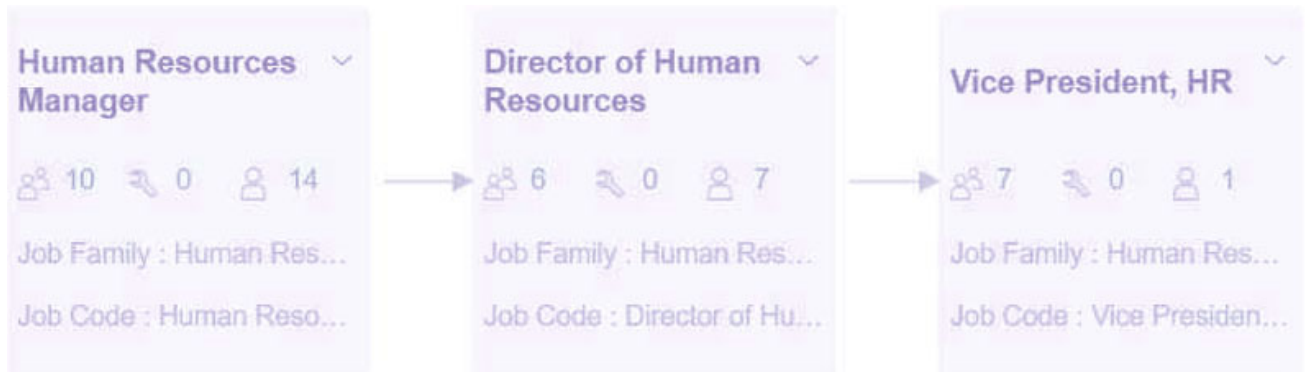 Human Resources
Manager
10 0 14
Job Family : Human Res...
Job Code : Human Reso...
Director of Human
Resources
6 0 7
Job Family : Human Res...
Job Code : Director of Hu...
Vice President, HR
7 0 1
Job Family : Human Res...
Job Code : Vice Presiden...